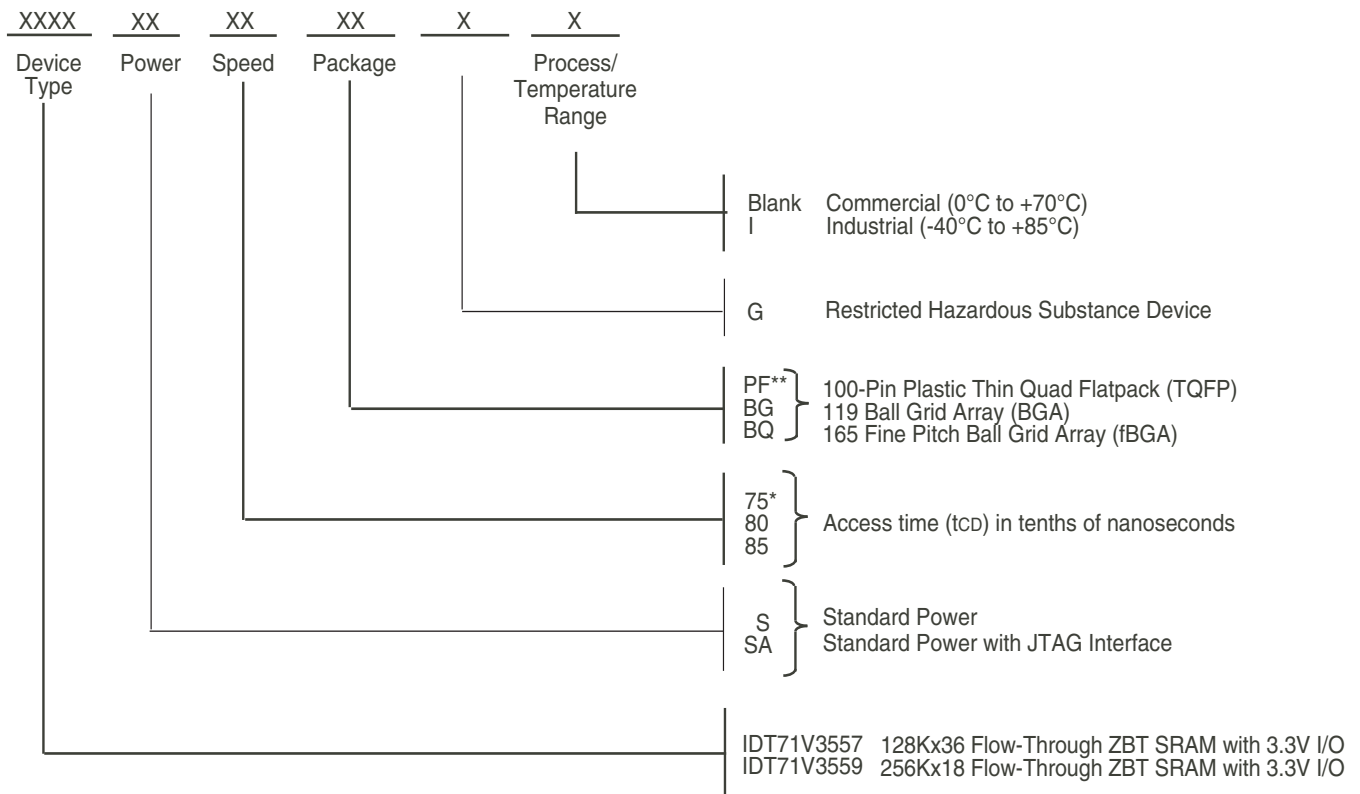 XXXX XX XX XX X X
Device Type Power Speed Package Process/ Temperature Range
Blank Commercial (0°C to +70°C)
I Industrial (-40°C to +85°C)
G Restricted Hazardous Substance Device
PF** 100-Pin Plastic Thin Quad Flatpack (TQFP)
BG 119 Ball Grid Array (BGA)
BQ 165 Fine Pitch Ball Grid Array (fBGA)
75*
80 Access time (tCD) in tenths of nanoseconds
85
S Standard Power
SA Standard Power with JTAG Interface
IDT71V3557 128Kx36 Flow-Through ZBT SRAM with 3.3V I/O
IDT71V3559 256Kx18 Flow-Through ZBT SRAM with 3.3V I/O